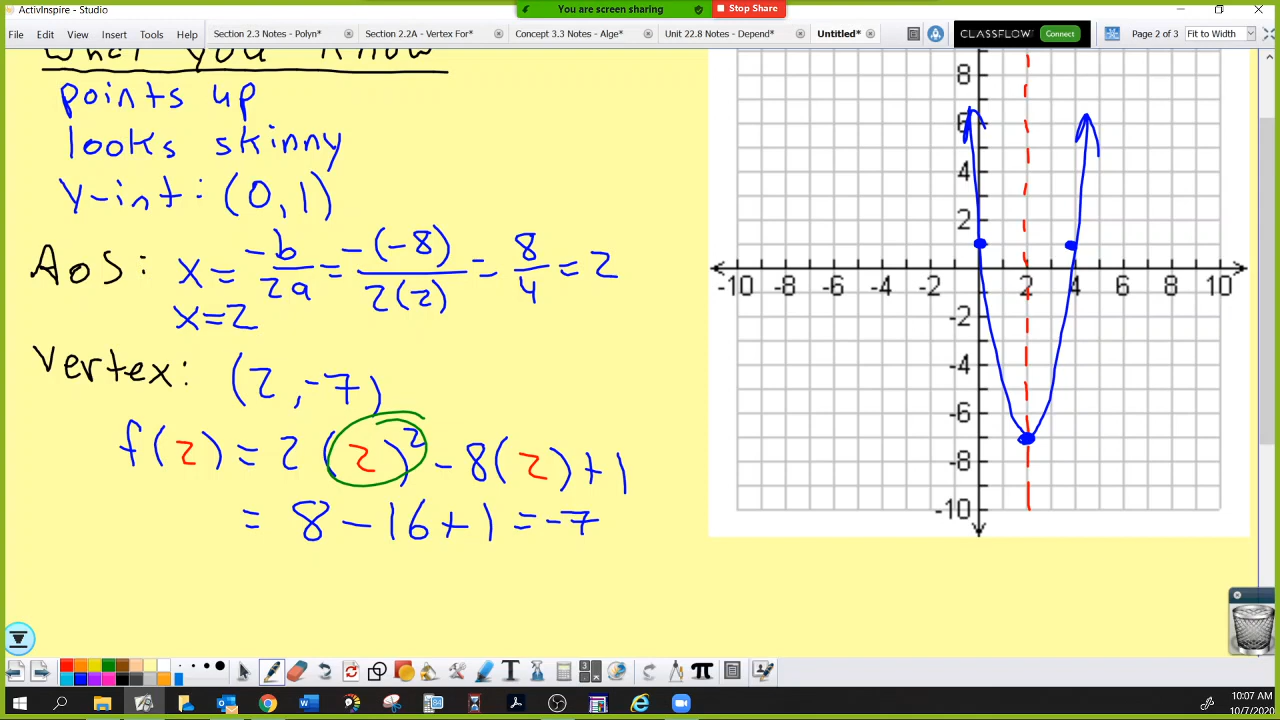 ActivInspire - Studio
You are screen sharing
Stop Share
File Edit View Insert Tools Help
Section 2.3 Notes - Polyn*
Section 2.2A - Vertex For*
Concept 3.3 Notes - Alge*
Unit 22.8 Notes - Depend*
Untitled*
CLASSFLOW Connect
Page 2 of 3
Fit to Width
What you know
points up
looks skinny
y-int: (0,1)
AoS: x = -b/2a = -(-8)/2(2) = 8/4 = 2
x=2
Vertex: (2,-7)
f(2) = 2(2)² - 8(2)+1
= 8 - 16 + 1 = -7
8
6
4
2
-10 -8 -6 -4 -2 2 4 6 8 10
-2
-4
-6
-8
-10
10:07 AM
10/7/2020